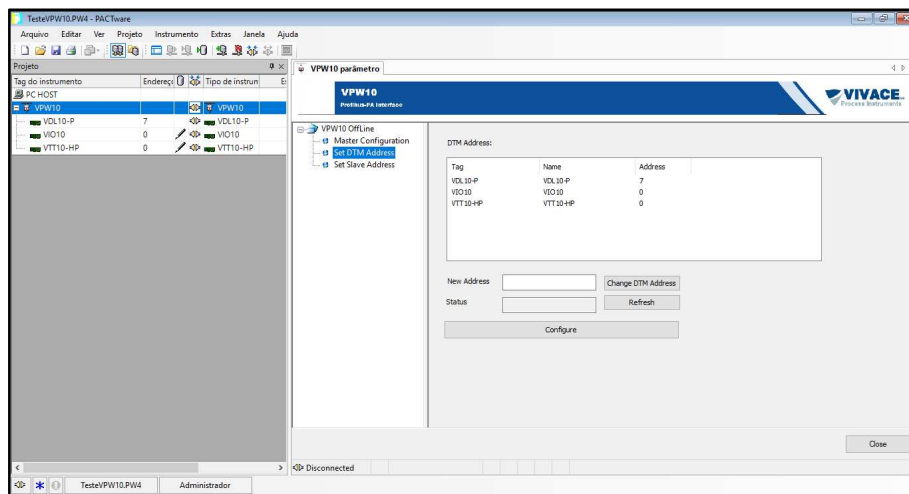 TesteVPW10.PW4 - PACTware
Arquivo Editar Ver Projeto Instrumento Extras Janela Ajuda
Projeto
Tag do instrumento Endereç Tipo de instrun E
PC HOST
VPW10 VPW10
VDL10-P 7 VDL10-P
VIO10 0 VIO10
VTT10-HP 0 VTT10-HP
VPW10 parâmetro
VPW10
Profibus-PA Interface
VIVACE
Process Instruments
VPW10 OffLine
Master Configuration
Set DTM Address
Set Slave Address
DTM Address:
Tag Name Address
VDL10-P VDL10-P 7
VIO10 VIO10 0
VTT10-HP VTT10-HP 0
New Address Change DTM Address
Status Refresh
Configure
Close
Disconnected
TesteVPW10.PW4 Administrador